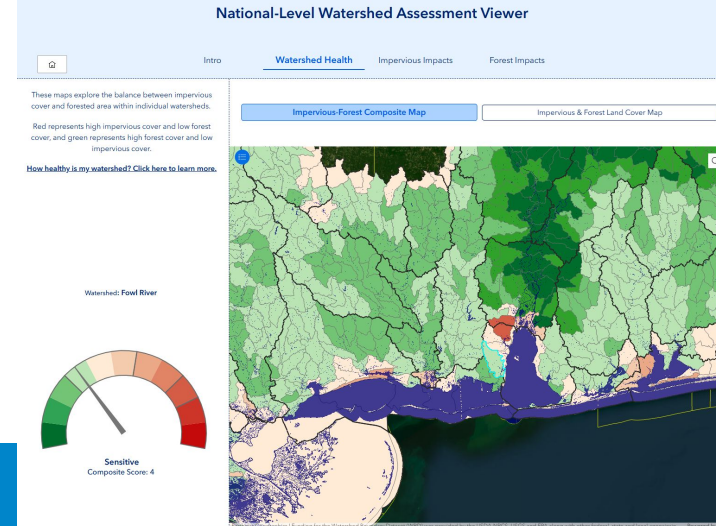 National-Level Watershed Assessment Viewer
Intro
Watershed Health
Impervious Impacts
Forest Impacts
These maps explore the balance between impervious
cover and forested area within individual watersheds.
Red represents high impervious cover and low forest
cover, and green represents high forest cover and low
impervious cover.
How healthy is my watershed? Click here to learn more.
Impervious-Forest Composite Map
Impervious & Forest Land Cover Map
Watershed: Fowl River
Sensitive
Composite Score: 4